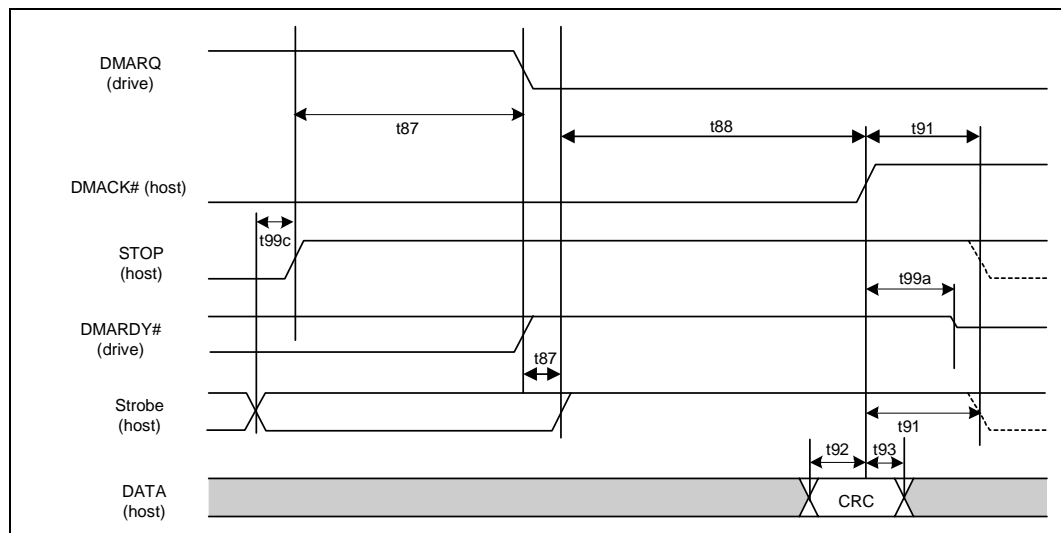 DMARQ
(drive)
t87
t88
t91
DMACK# (host)
t99c
STOP
(host)
t99a
DMARDY#
(drive)
t87
Strobe
(host)
t91
t92
t93
DATA
(host)
CRC